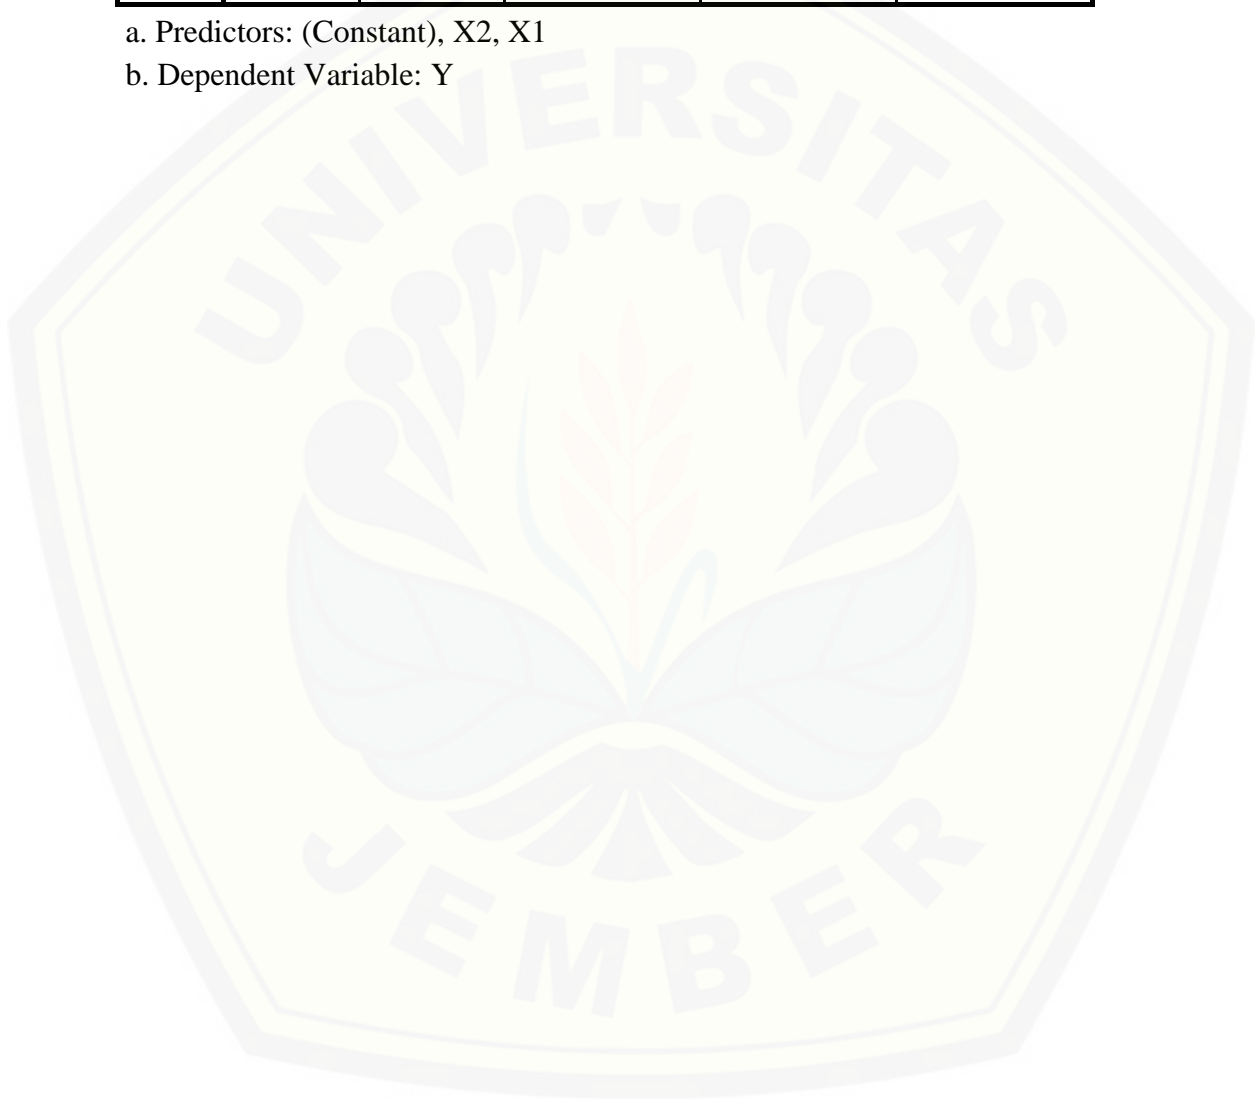 a. Predictors: (Constant), X2, X1
b. Dependent Variable: Y
UNIVERSITAS
JEMBER